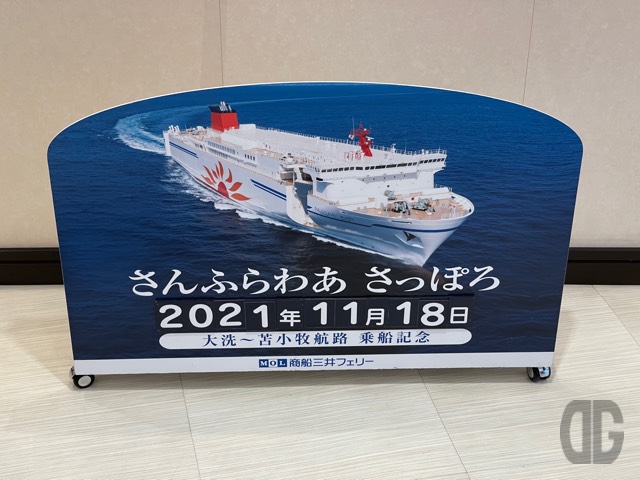 さんふらわあ さっぽろ
2021年11月18日
大洗～苫小牧航路 乗船記念
MOL 商船三井フェリー
DG